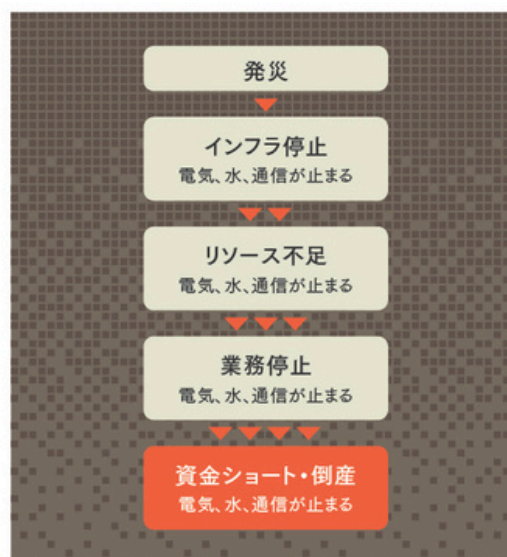 発災
インフラ停止
電気、水、通信が止まる
リソース不足
電気、水、通信が止まる
業務停止
電気、水、通信が止まる
資金ショート・倒産
電気、水、通信が止まる